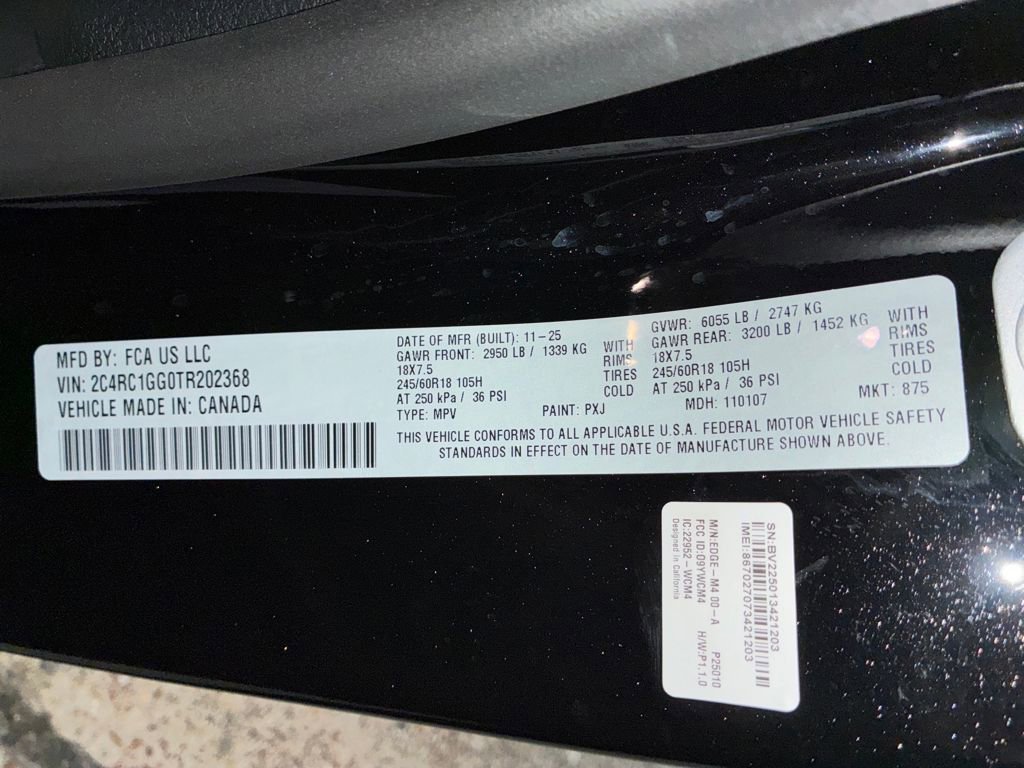 MFD BY: FCA US LLC
VIN: 2C4RC1GG0TR202368
VEHICLE MADE IN: CANADA
DATE OF MFR (BUILT): 11-25
GAWR FRONT: 2950 LB / 1339 KG WITH
18X7.5 RIMS
245/60R18 105H TIRES
AT 250 kPa / 36 PSI COLD
TYPE: MPV PAINT: PXJ
GVWR: 6055 LB / 2747 KG
GAWR REAR: 3200 LB / 1452 KG WITH
18X7.5 RIMS
245/60R18 105H TIRES
AT 250 kPa / 36 PSI COLD
MDH: 110107 MKT: 875
THIS VEHICLE CONFORMS TO ALL APPLICABLE U.S.A. FEDERAL MOTOR VEHICLE SAFETY
STANDARDS IN EFFECT ON THE DATE OF MANUFACTURE SHOWN ABOVE.
SN:BV225013421203
IMEI:867027073421203
M/N:EDGE-M4 00-A P25010
FCC ID:O9YWCM4 H/W:P1.1.0
IC:22952-WCM4
Designed in California